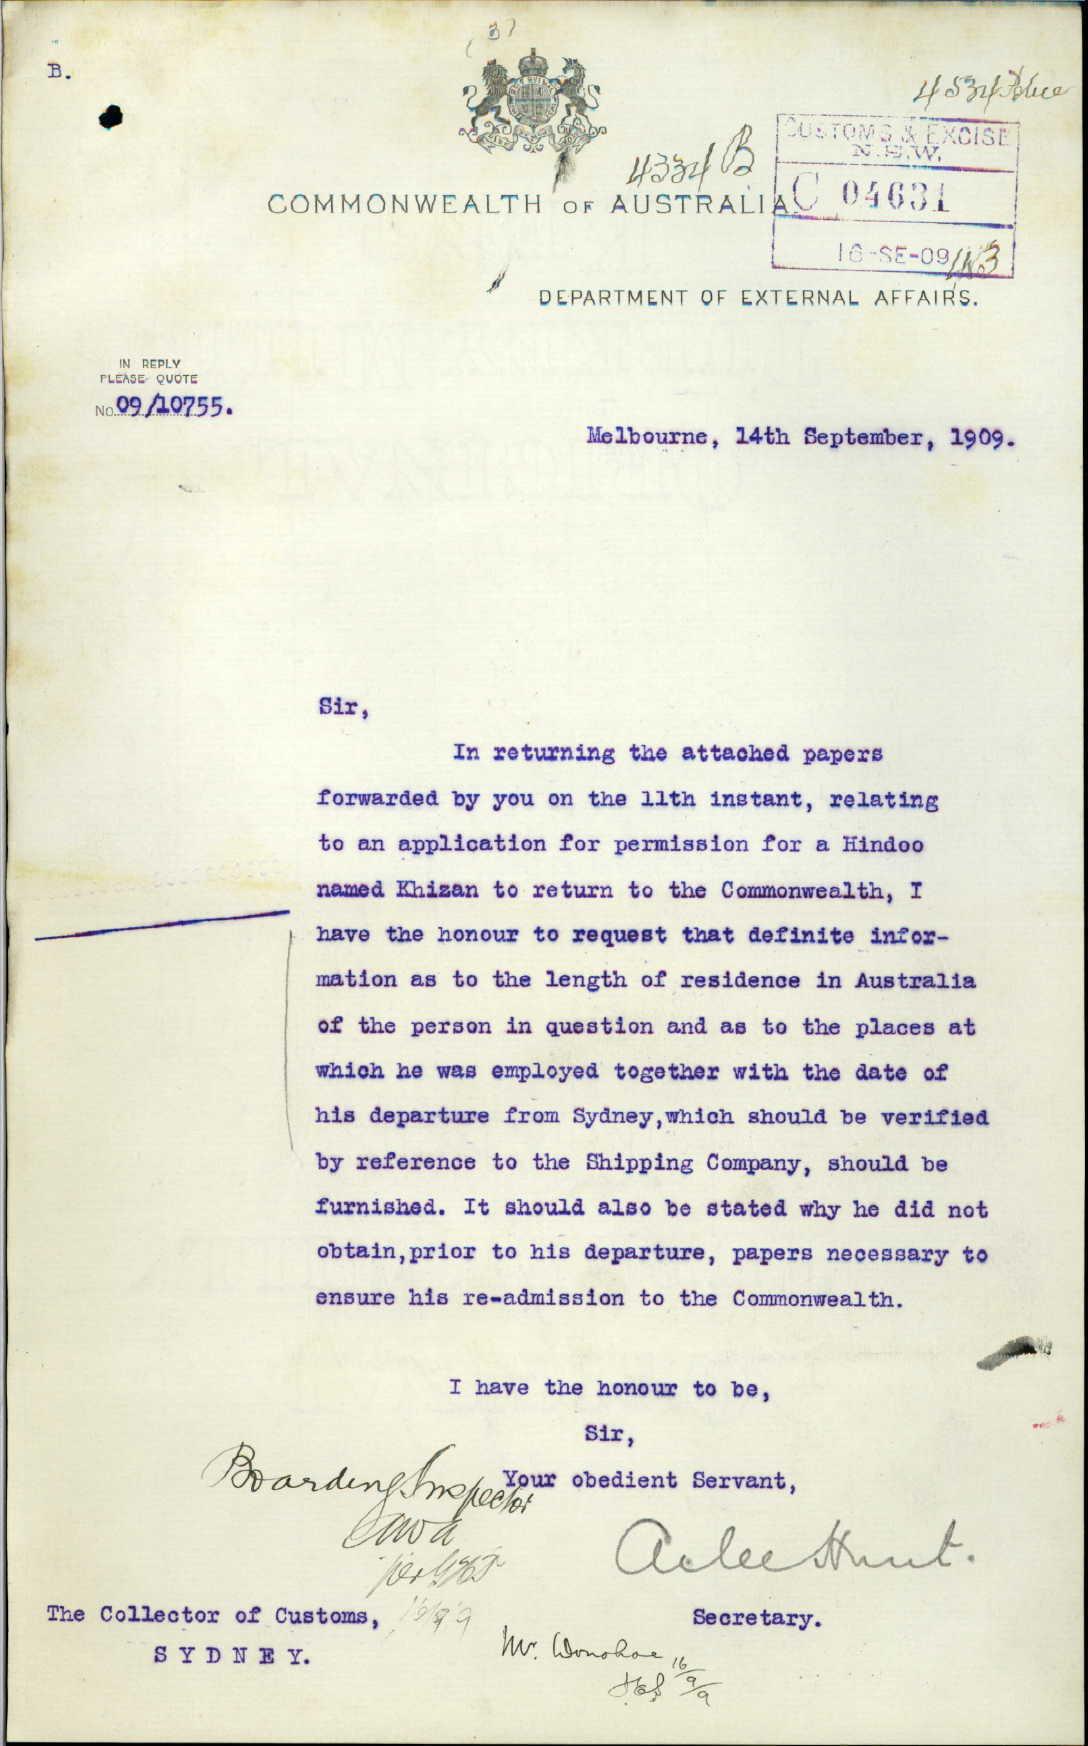 B.
4534 Police
CUSTOMS & EXCISE
N.S.W.
C 04631
16-SE-09
4334 B
COMMONWEALTH OF AUSTRALIA
DEPARTMENT OF EXTERNAL AFFAIRS.
IN REPLY
PLEASE QUOTE
No. 09/10755.
Melbourne, 14th September, 1909.
Sir,
In returning the attached papers
forwarded by you on the 11th instant, relating
to an application for permission for a Hindoo
named Khizan to return to the Commonwealth, I
have the honour to request that definite infor-
mation as to the length of residence in Australia
of the person in question and as to the places at
which he was employed together with the date of
his departure from Sydney,which should be verified
by reference to the Shipping Company, should be
furnished. It should also be stated why he did not
obtain,prior to his departure, papers necessary to
ensure his re-admission to the Commonwealth.
I have the honour to be,
Sir,
Your obedient Servant,
Boarding Inspector
Atlee Hunt.
Secretary.
The Collector of Customs,
SYDNEY.
16/9/9
Mr. Donohoe
16/9/9